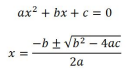 ax² + bx + c = 0
x = (-b ± √(b² − 4ac)) / 2a